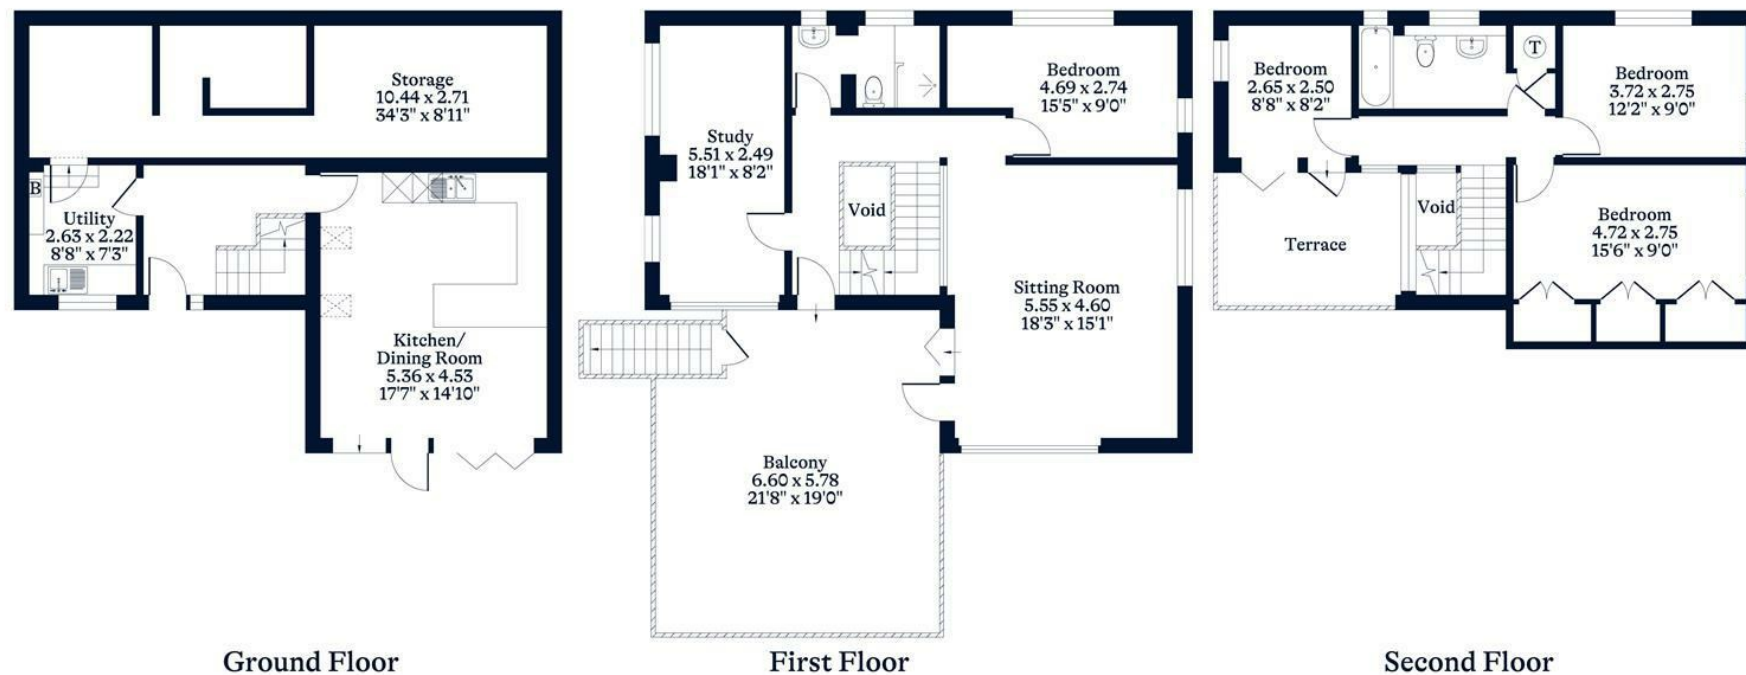 Storage
10.44 x 2.71
34'3" x 8'11"
B
Utility
2.63 x 2.22
8'8" x 7'3"
Kitchen/
Dining Room
5.36 x 4.53
17'7" x 14'10"
Ground Floor
Study
5.51 x 2.49
18'1" x 8'2"
Bedroom
4.69 x 2.74
15'5" x 9'0"
Void
Sitting Room
5.55 x 4.60
18'3" x 15'1"
Balcony
6.60 x 5.78
21'8" x 19'0"
First Floor
Bedroom
2.65 x 2.50
8'8" x 8'2"
T
Bedroom
3.72 x 2.75
12'2" x 9'0"
Void
Terrace
Bedroom
4.72 x 2.75
15'6" x 9'0"
Second Floor